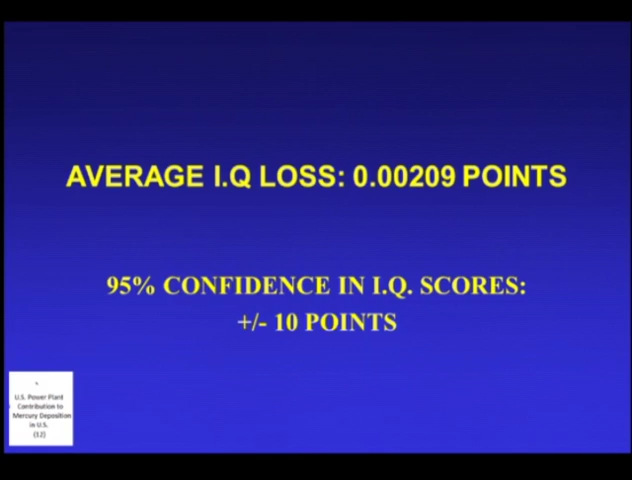 AVERAGE I.Q LOSS: 0.00209 POINTS
95% CONFIDENCE IN I.Q. SCORES:
+/- 10 POINTS
U.S. Power Plant
Contribution to
Mercury Deposition
in U.S.
(12)